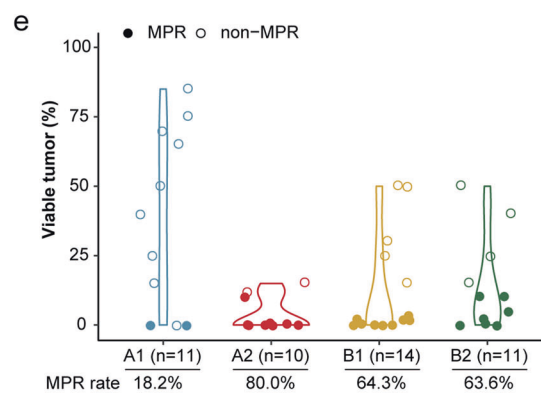 e
MPR non-MPR
Viable tumor (%)
100
75
50
25
0
A1 (n=11) A2 (n=10) B1 (n=14) B2 (n=11)
MPR rate 18.2% 80.0% 64.3% 63.6%